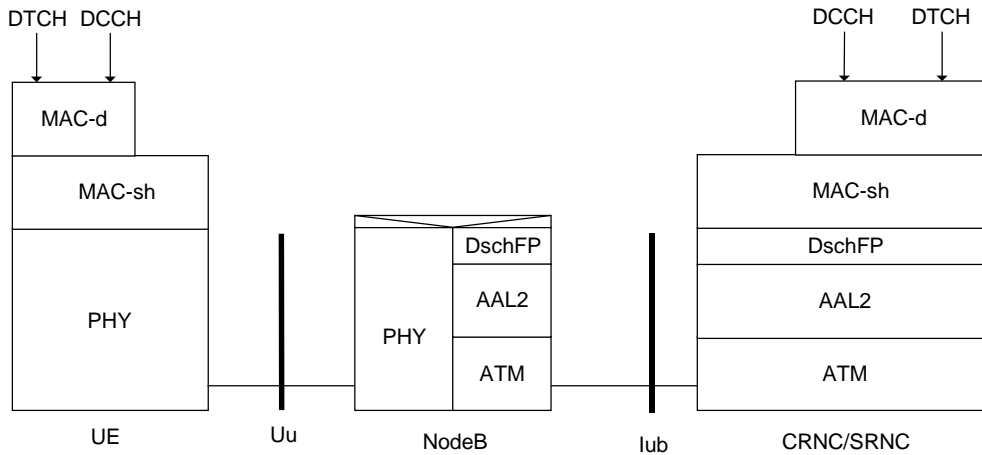 DTCH DCCH
DCCH DTCH
MAC-d
MAC-d
MAC-sh
MAC-sh
DschFP
DschFP
PHY
PHY
AAL2
AAL2
ATM
ATM
UE
Uu
NodeB
Iub
CRNC/SRNC